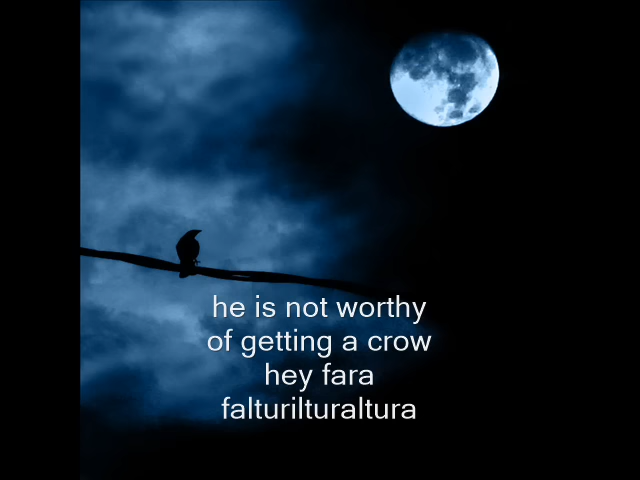 he is not worthy
of getting a crow
hey fara
falturilturaltura